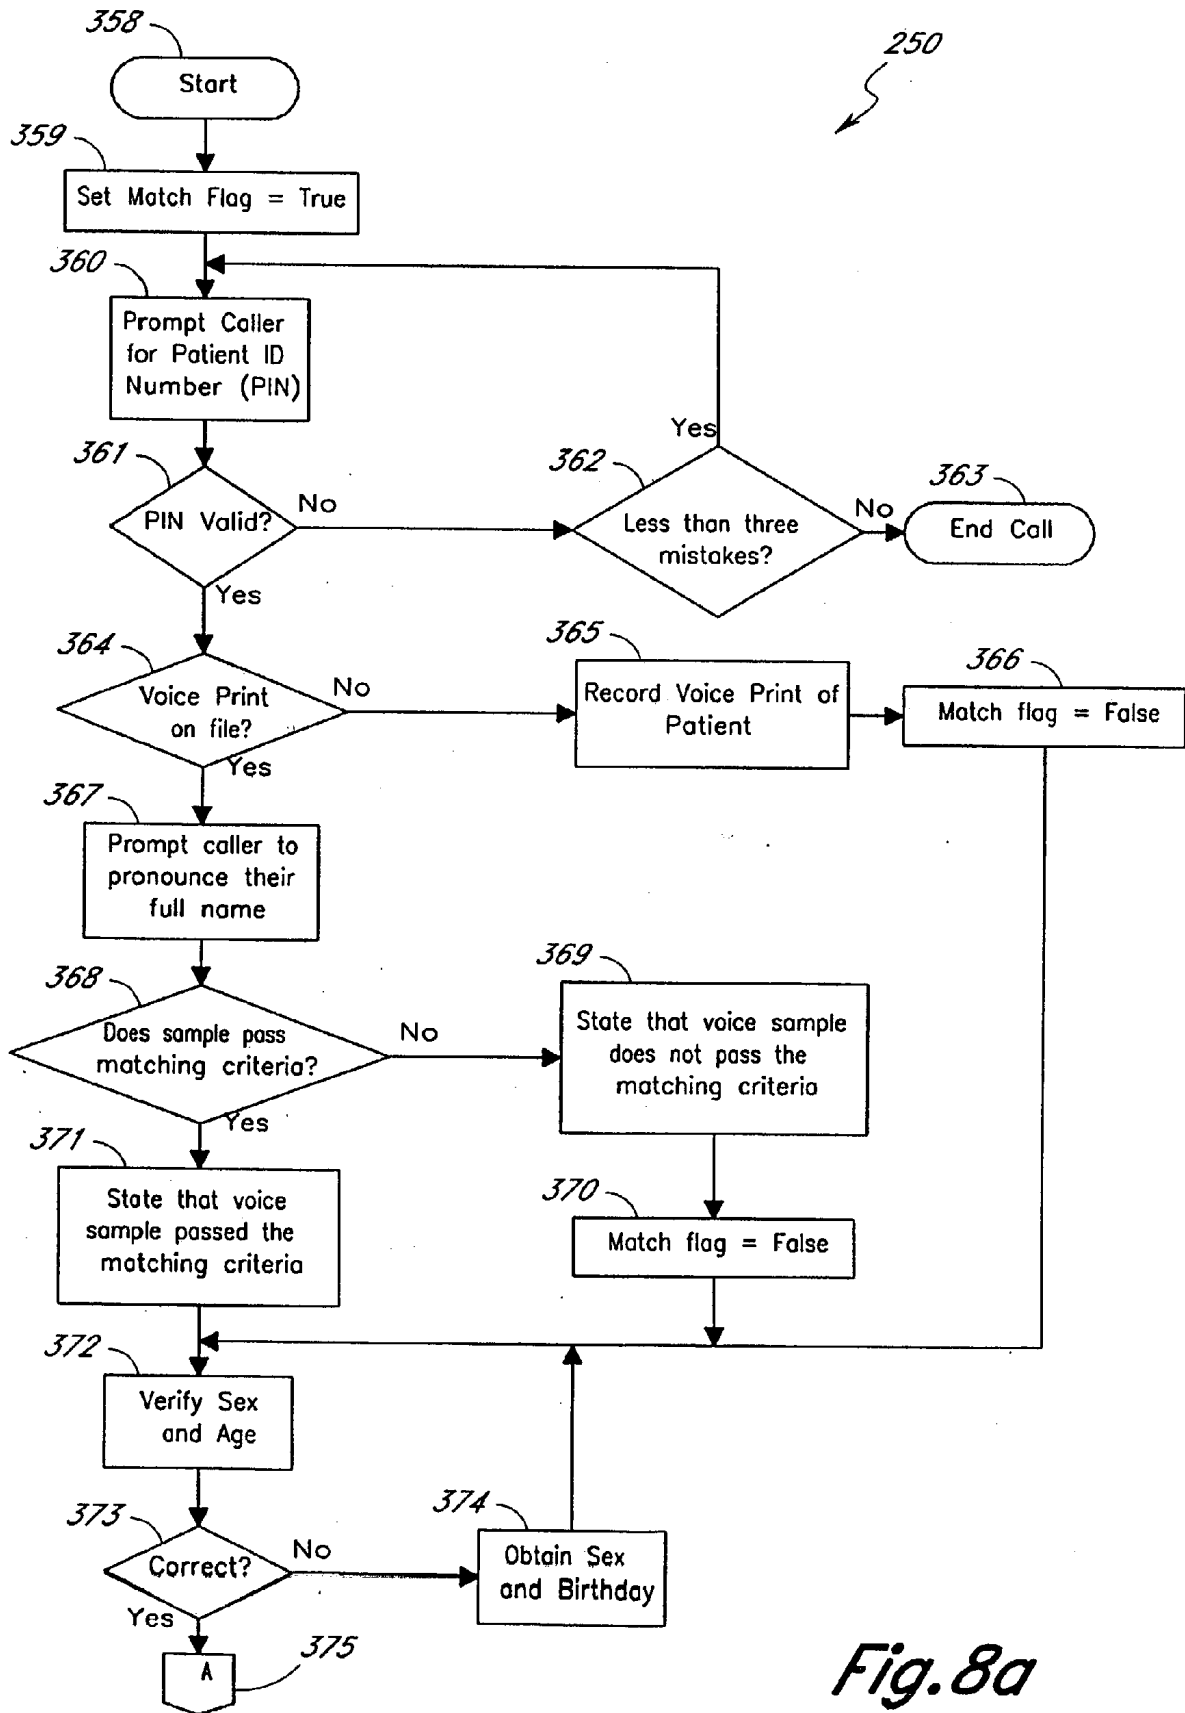 358
250
Start
359
Set Match Flag = True
360
Prompt Caller
for Patient ID
Number (PIN)
Yes
361
PIN Valid?
No
362
Less than three
mistakes?
No
363
End Call
Yes
364
Voice Print
on file?
No
365
Record Voice Print of
Patient
366
Match flag = False
Yes
367
Prompt caller to
pronounce their
full name
368
Does sample pass
matching criteria?
No
369
State that voice sample
does not pass the
matching criteria
Yes
371
State that voice
sample passed the
matching criteria
370
Match flag = False
372
Verify Sex
and Age
373
Correct?
No
374
Obtain Sex
and Birthday
Yes
A
375
Fig. 8a